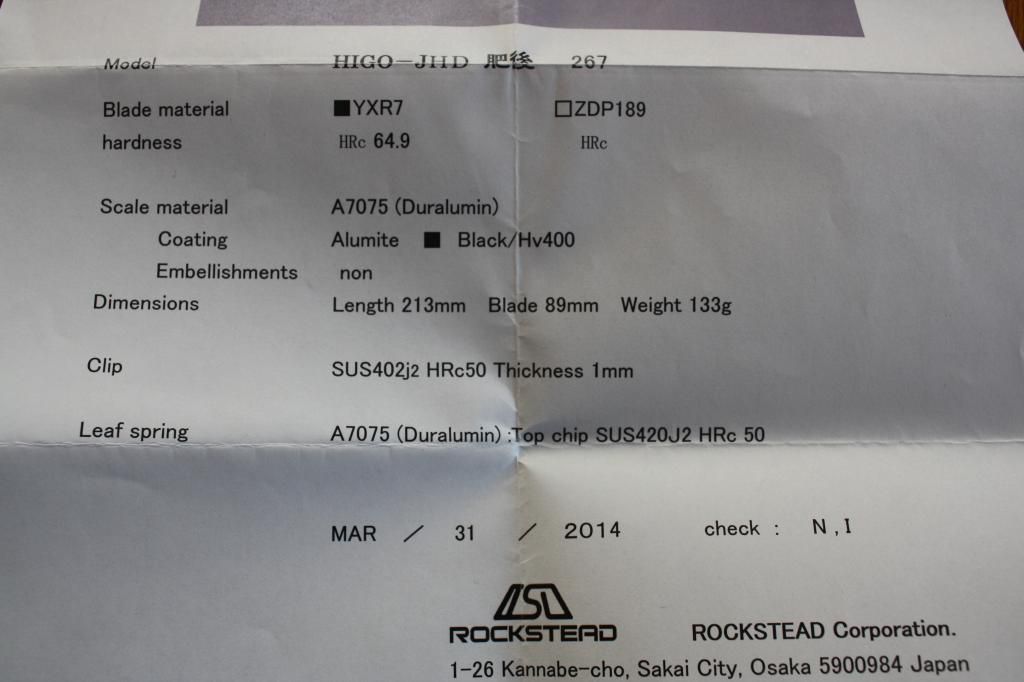 Model HIGO-JHD 肥後 267
Blade material ■YXR7 □ZDP189
hardness HRc 64.9 HRc
Scale material A7075 (Duralumin)
Coating Alumite ■ Black/Hv400
Embellishments non
Dimensions Length 213mm Blade 89mm Weight 133g
Clip SUS402j2 HRc50 Thickness 1mm
Leaf spring A7075 (Duralumin) :Top chip SUS420J2 HRc 50
MAR / 31 / 2014 check : N,I
ROCKSTEAD ROCKSTEAD Corporation.
1-26 Kannabe-cho, Sakai City, Osaka 5900984 Japan